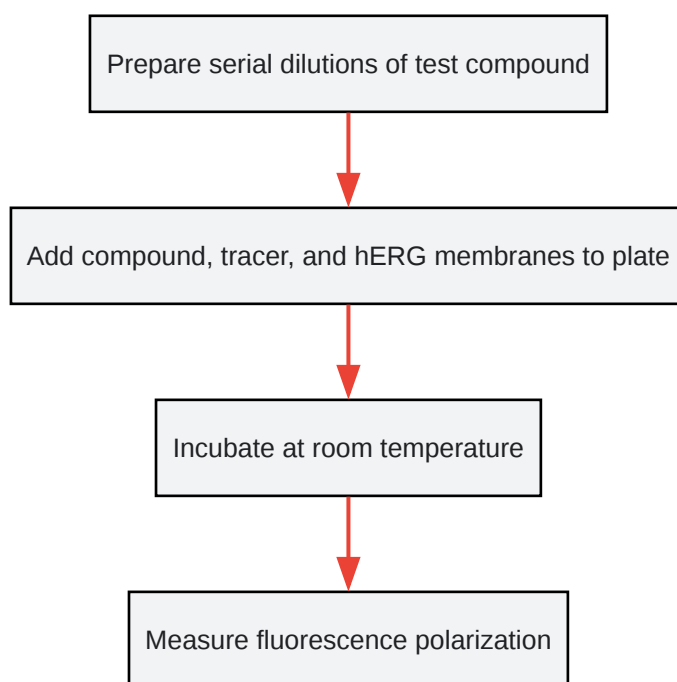 Prepare serial dilutions of test compound
Add compound, tracer, and hERG membranes to plate
Incubate at room temperature
Measure fluorescence polarization